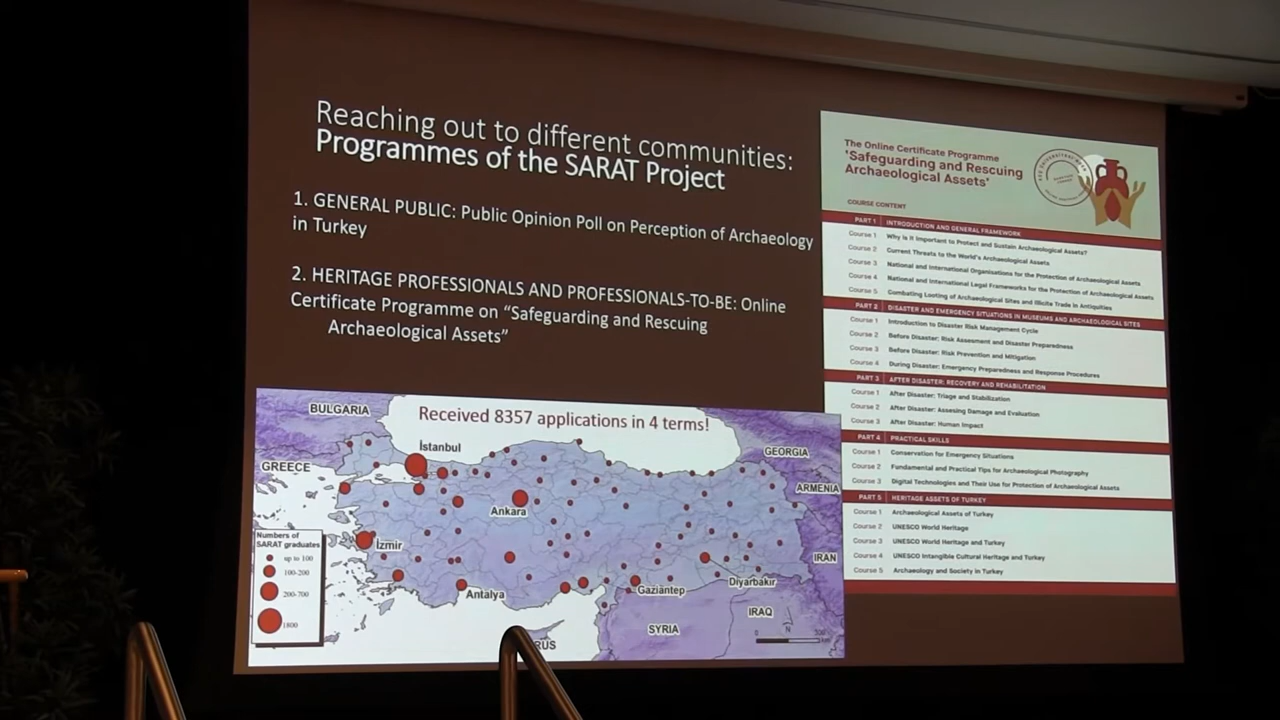 Reaching out to different communities:
Programmes of the SARAT Project
1. GENERAL PUBLIC: Public Opinion Poll on Perception of Archaeology
in Turkey
2. HERITAGE PROFESSIONALS AND PROFESSIONALS-TO-BE: Online
Certificate Programme on “Safeguarding and Rescuing
Archaeological Assets”
Received 8357 applications in 4 terms!
BULGARIA
İstanbul
GEORGIA
GREECE
ARMENIA
Ankara
Numbers of
SARAT graduates
up to 100
100-200
200-700
1800
İzmir
IRAN
Antalya
Gaziantep
Diyarbakır
IRAQ
SYRIA
RUS
N
0
The Online Certificate Programme
'Safeguarding and Rescuing
Archaeological Assets'
COURSE CONTENT
PART 1 INTRODUCTION AND GENERAL FRAMEWORK
Course 1 Why Is It Important to Protect and Sustain Archaeological Assets?
Course 2 Current Threats to the World's Archaeological Assets
Course 3 National and International Organisations for the Protection of Archaeological Assets
Course 4 National and International Legal Frameworks for the Protection of Archaeological Assets
Course 5 Combating Looting of Archaeological Sites and Illicit Trade in Antiquities
PART 2 DISASTER AND EMERGENCY SITUATIONS IN MUSEUMS AND ARCHAEOLOGICAL SITES
Course 1 Introduction to Disaster Risk Management Cycle
Course 2 Before Disaster: Risk Assesment and Disaster Preparedness
Course 3 Before Disaster: Risk Prevention and Mitigation
Course 4 During Disaster: Emergency Preparedness and Response Procedures
PART 3 AFTER DISASTER: RECOVERY AND REHABILITATION
Course 1 After Disaster: Triage and Stabilization
Course 2 After Disaster: Assesing Damage and Evaluation
Course 3 After Disaster: Human Impact
PART 4 PRACTICAL SKILLS
Course 1 Conservation for Emergency Situations
Course 2 Fundamental and Practical Tips for Archaeological Photography
Course 3 Digital Technologies and Their Use for Protection of Archaeological Assets
PART 5 HERITAGE ASSETS OF TURKEY
Course 1 Archaeological Assets of Turkey
Course 2 UNESCO World Heritage
Course 3 UNESCO World Heritage and Turkey
Course 4 UNESCO Intangible Cultural Heritage and Turkey
Course 5 Archaeology and Society in Turkey